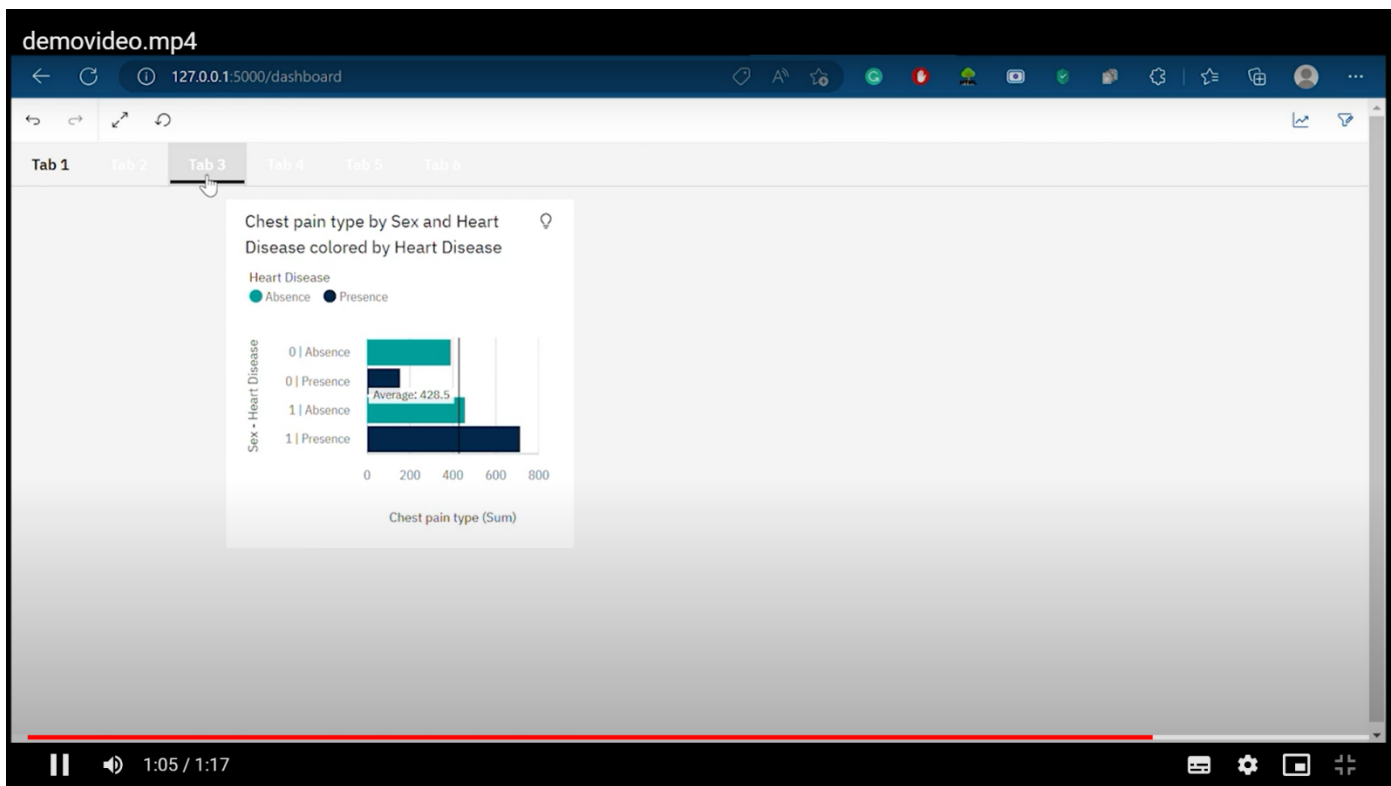 demovideo.mp4
127.0.0.1:5000/dashboard
Tab 1 Tab 2 Tab 3 Tab 4 Tab 5 Tab 6
Chest pain type by Sex and Heart
Disease colored by Heart Disease
Heart Disease
Absence Presence
Sex - Heart Disease
0 | Absence
0 | Presence
Average: 428.5
1 | Absence
1 | Presence
0 200 400 600 800
Chest pain type (Sum)
1:05 / 1:17